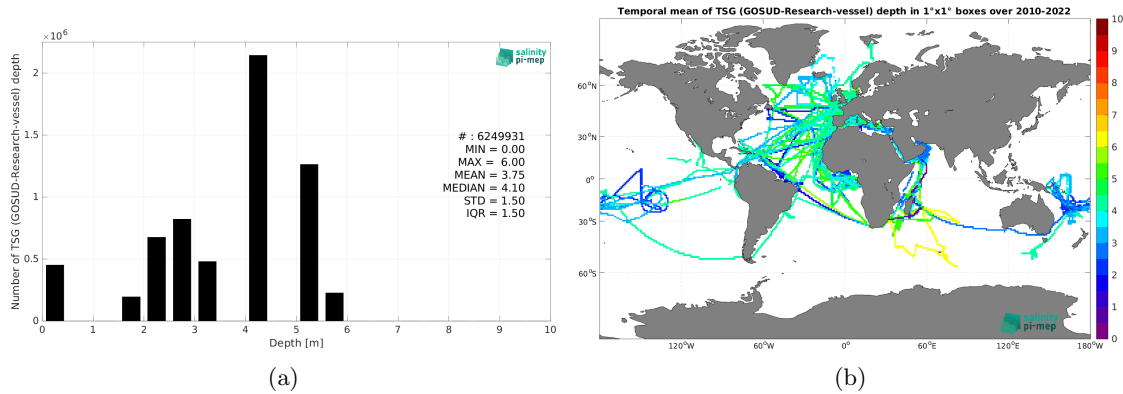 ×10⁶
salinity
pi-mep
Number of TSG (GOSUD-Research-vessel) depth
2
1.5
1
0.5
0
# : 6249931
MIN = 0.00
MAX = 6.00
MEAN = 3.75
MEDIAN = 4.10
STD = 1.50
IQR = 1.50
0 1 2 3 4 5 6 7 8 9 10
Depth [m]
(a)
Temporal mean of TSG (GOSUD-Research-vessel) depth in 1°x1° boxes over 2010-2022
60°N
30°N
0°
30°S
60°S
120°W 60°W 0° 60°E 120°E 180°W
salinity
pi-mep
10
9
8
7
6
5
4
3
2
1
0
(b)